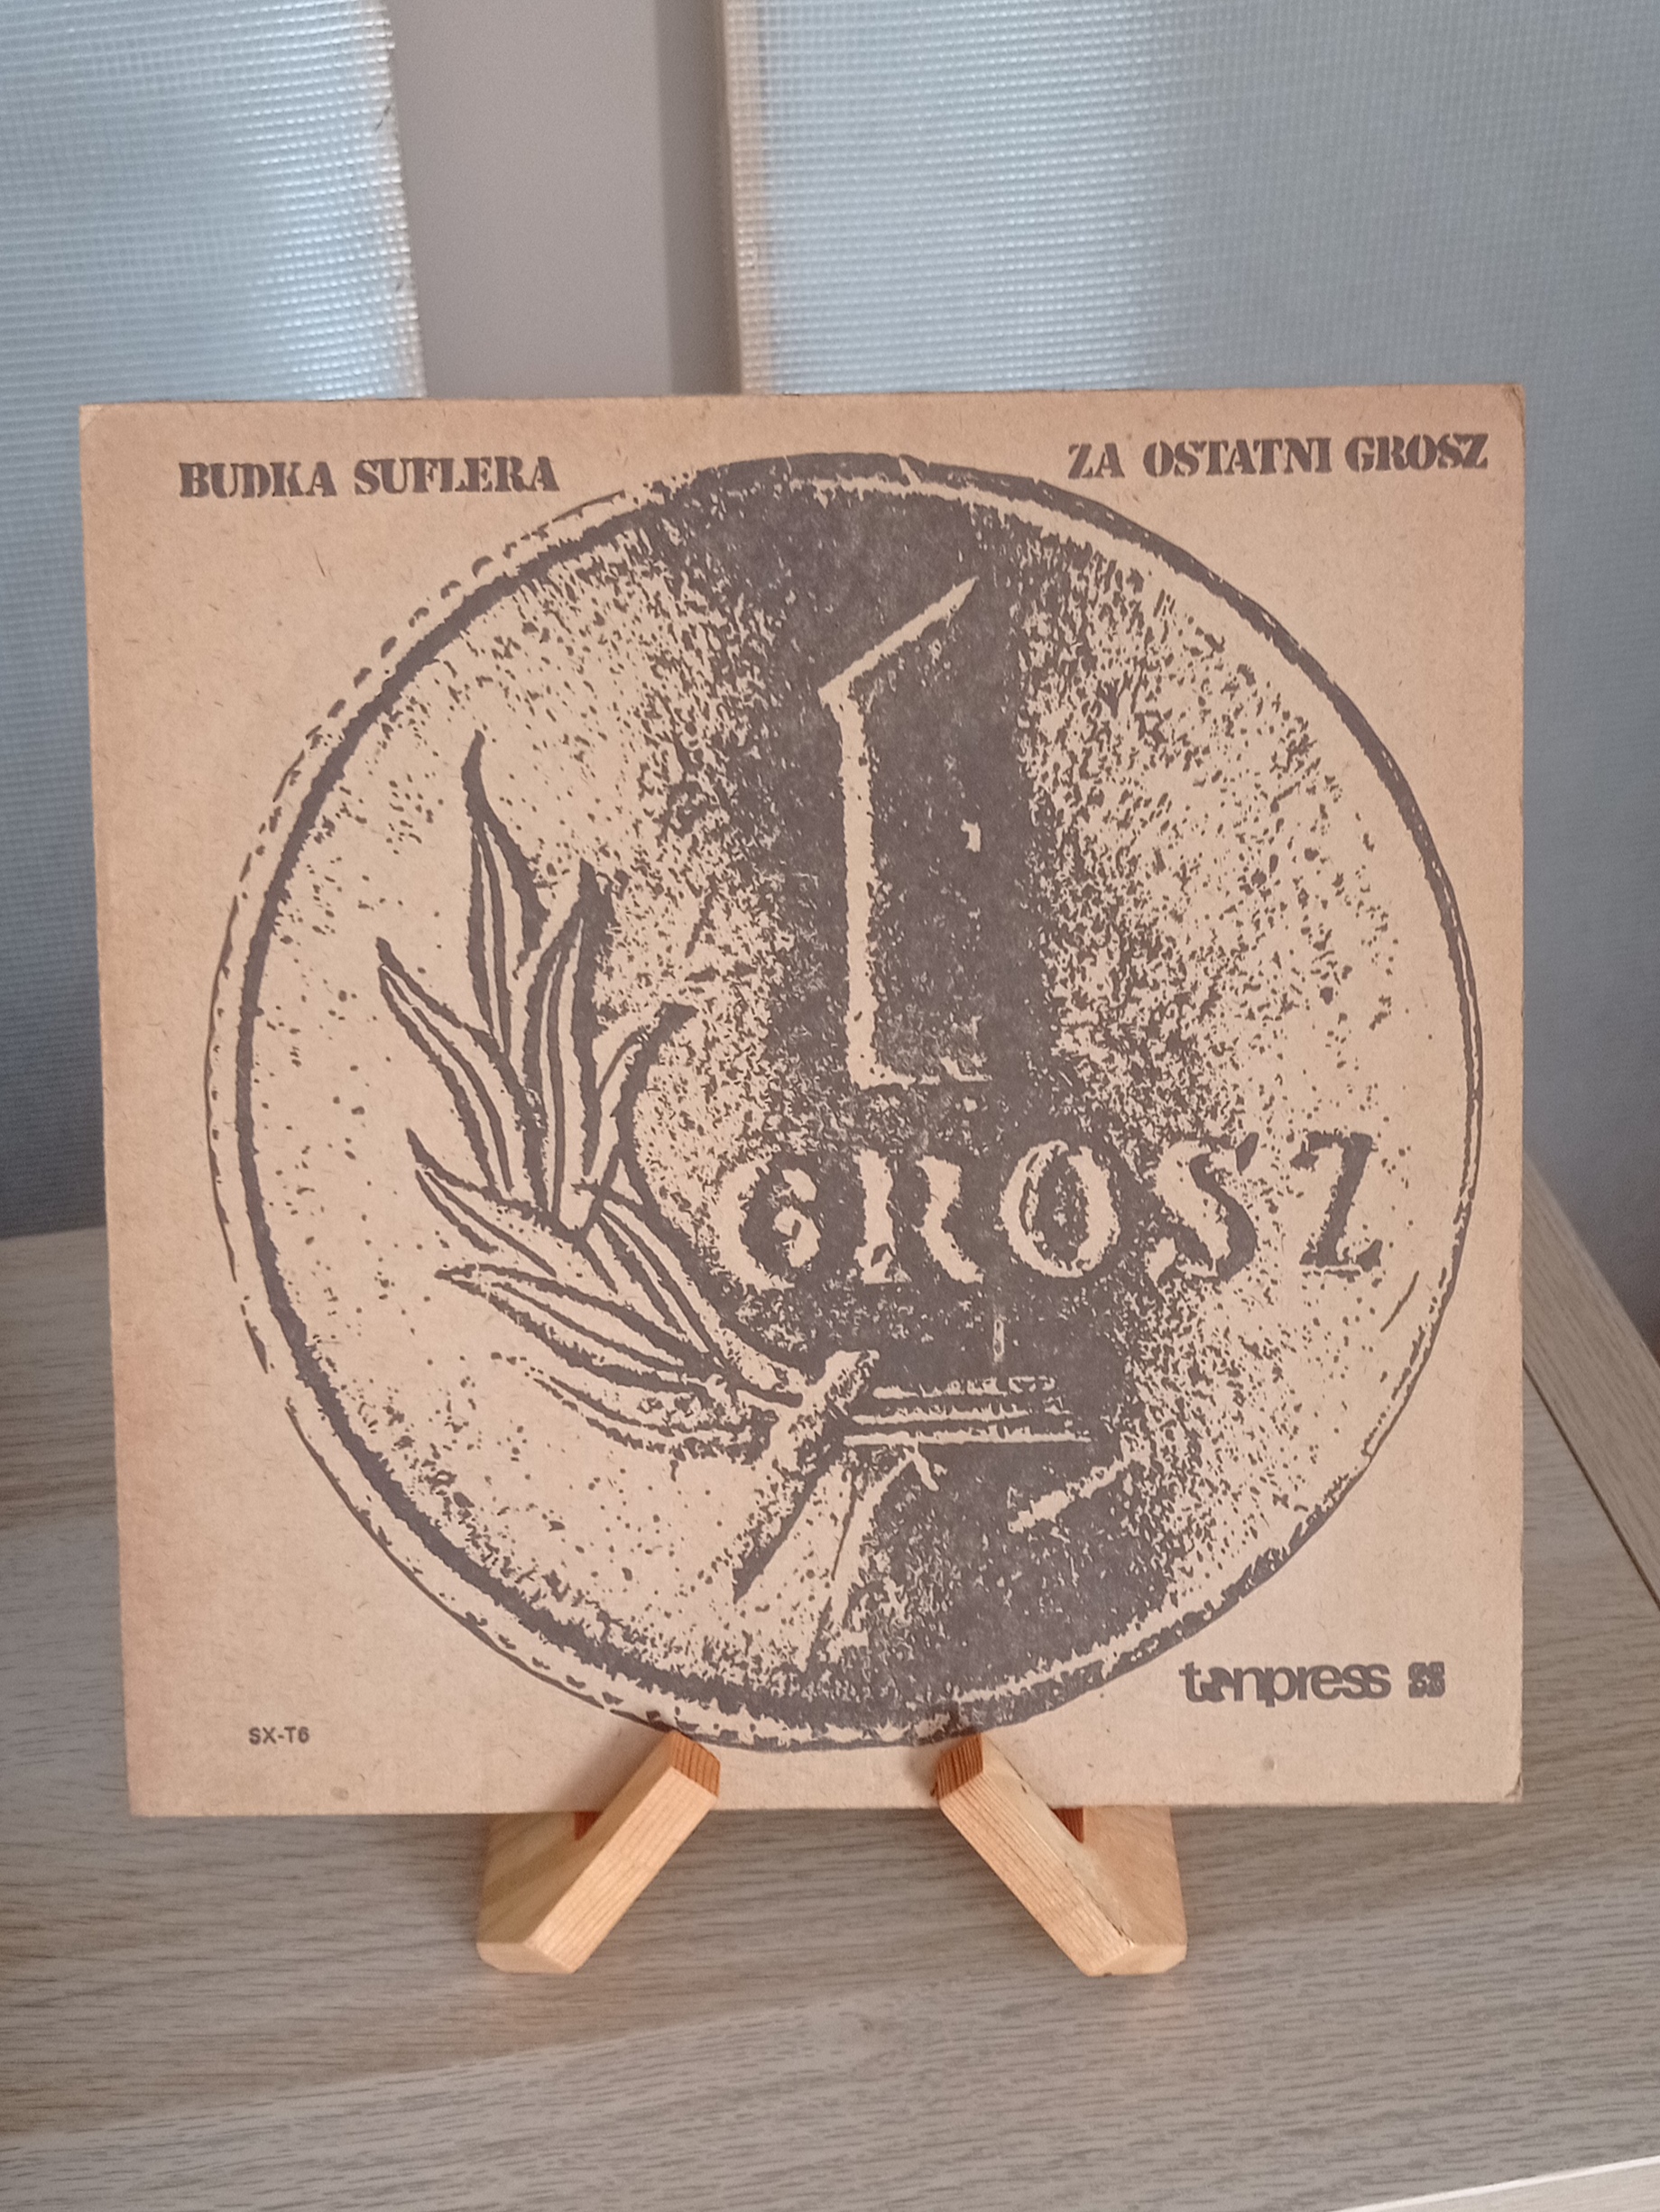 BUDKA SUFLERA
ZA OSTATNI GROSZ
1
GROSZ
tonpress
SX-T6